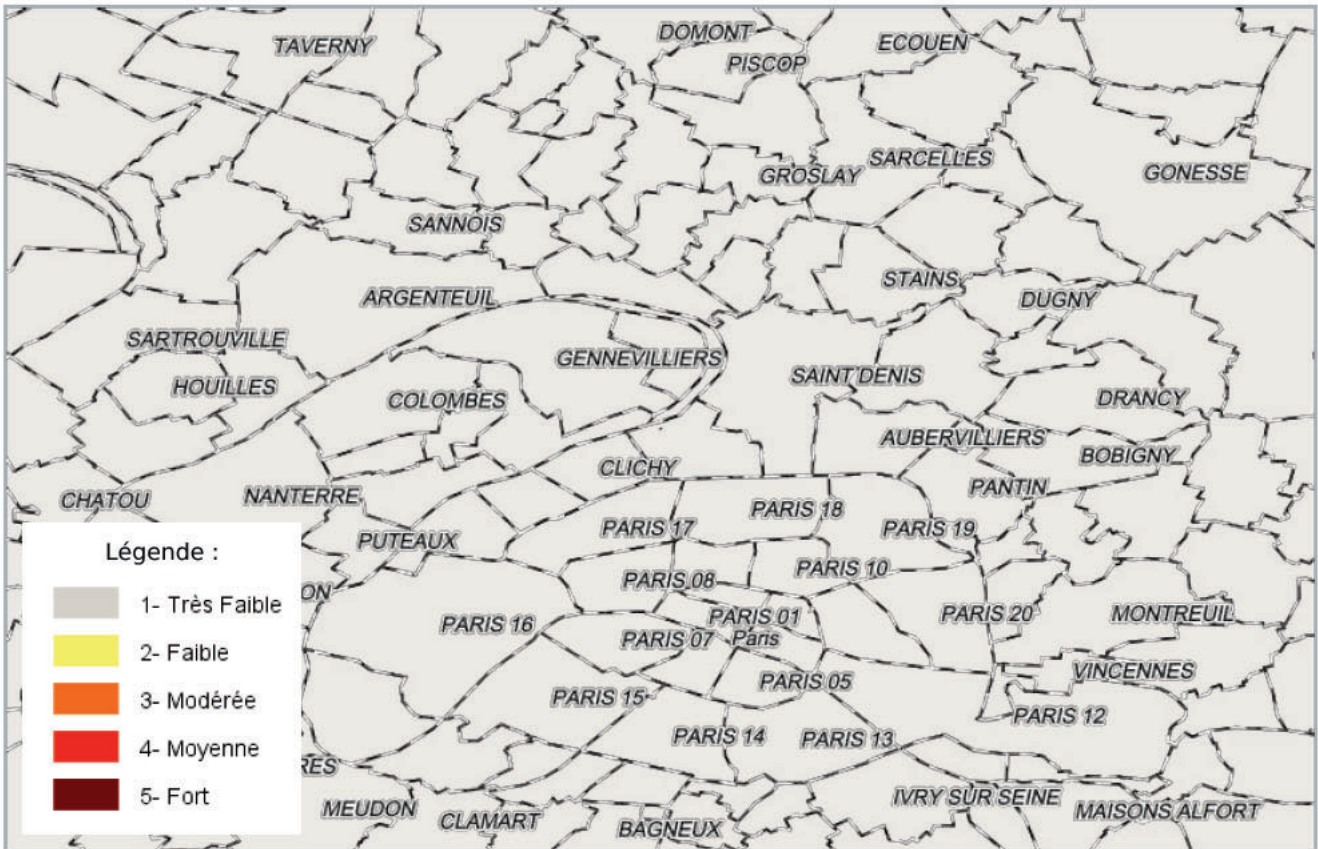 DOMONT
TAVERNY
ECOUEN
PISCOP
SARCELLES
GROSLAY
GONESSE
SANNOIS
STAINS
ARGENTEUIL
DUGNY
SARTROUVILLE
GENNEVILLIERS
SAINT DENIS
HOUILLES
COLOMBES
DRANCY
AUBERVILLIERS
BOBIGNY
CLICHY
PANTIN
CHATOU
NANTERRE
PARIS 18
PARIS 17
PARIS 19
PUTEAUX
PARIS 10
PARIS 08
PARIS 01
PARIS 20
MONTREUIL
PARIS 16
PARIS 07
Paris
VINCENNES
PARIS 05
PARIS 15
PARIS 12
PARIS 14
PARIS 13
IVRY SUR SEINE
MEUDON
MAISONS ALFORT
CLAMART
BAGNEUX
ON
RES
Légende :
1- Très Faible
2- Faible
3- Modérée
4- Moyenne
5- Fort